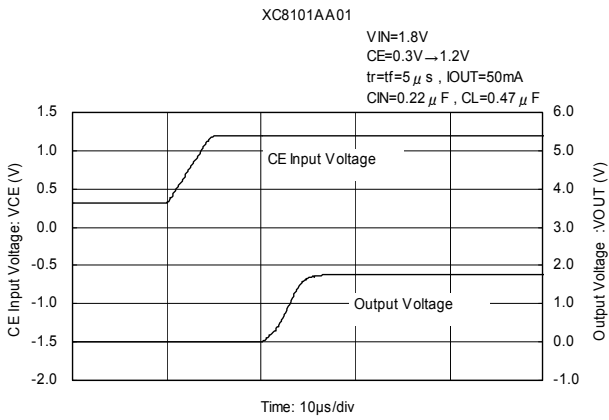 XC8101AA01
VIN=1.8V
CE=0.3V→1.2V
tr=tf=5μs , IOUT=50mA
CIN=0.22μF , CL=0.47μF
CE Input Voltage: VCE (V)
1.5
1.0
0.5
0.0
-0.5
-1.0
-1.5
-2.0
CE Input Voltage
Output Voltage
6.0
5.0
4.0
3.0
2.0
1.0
0.0
-1.0
Output Voltage :VOUT (V)
Time: 10μs/div